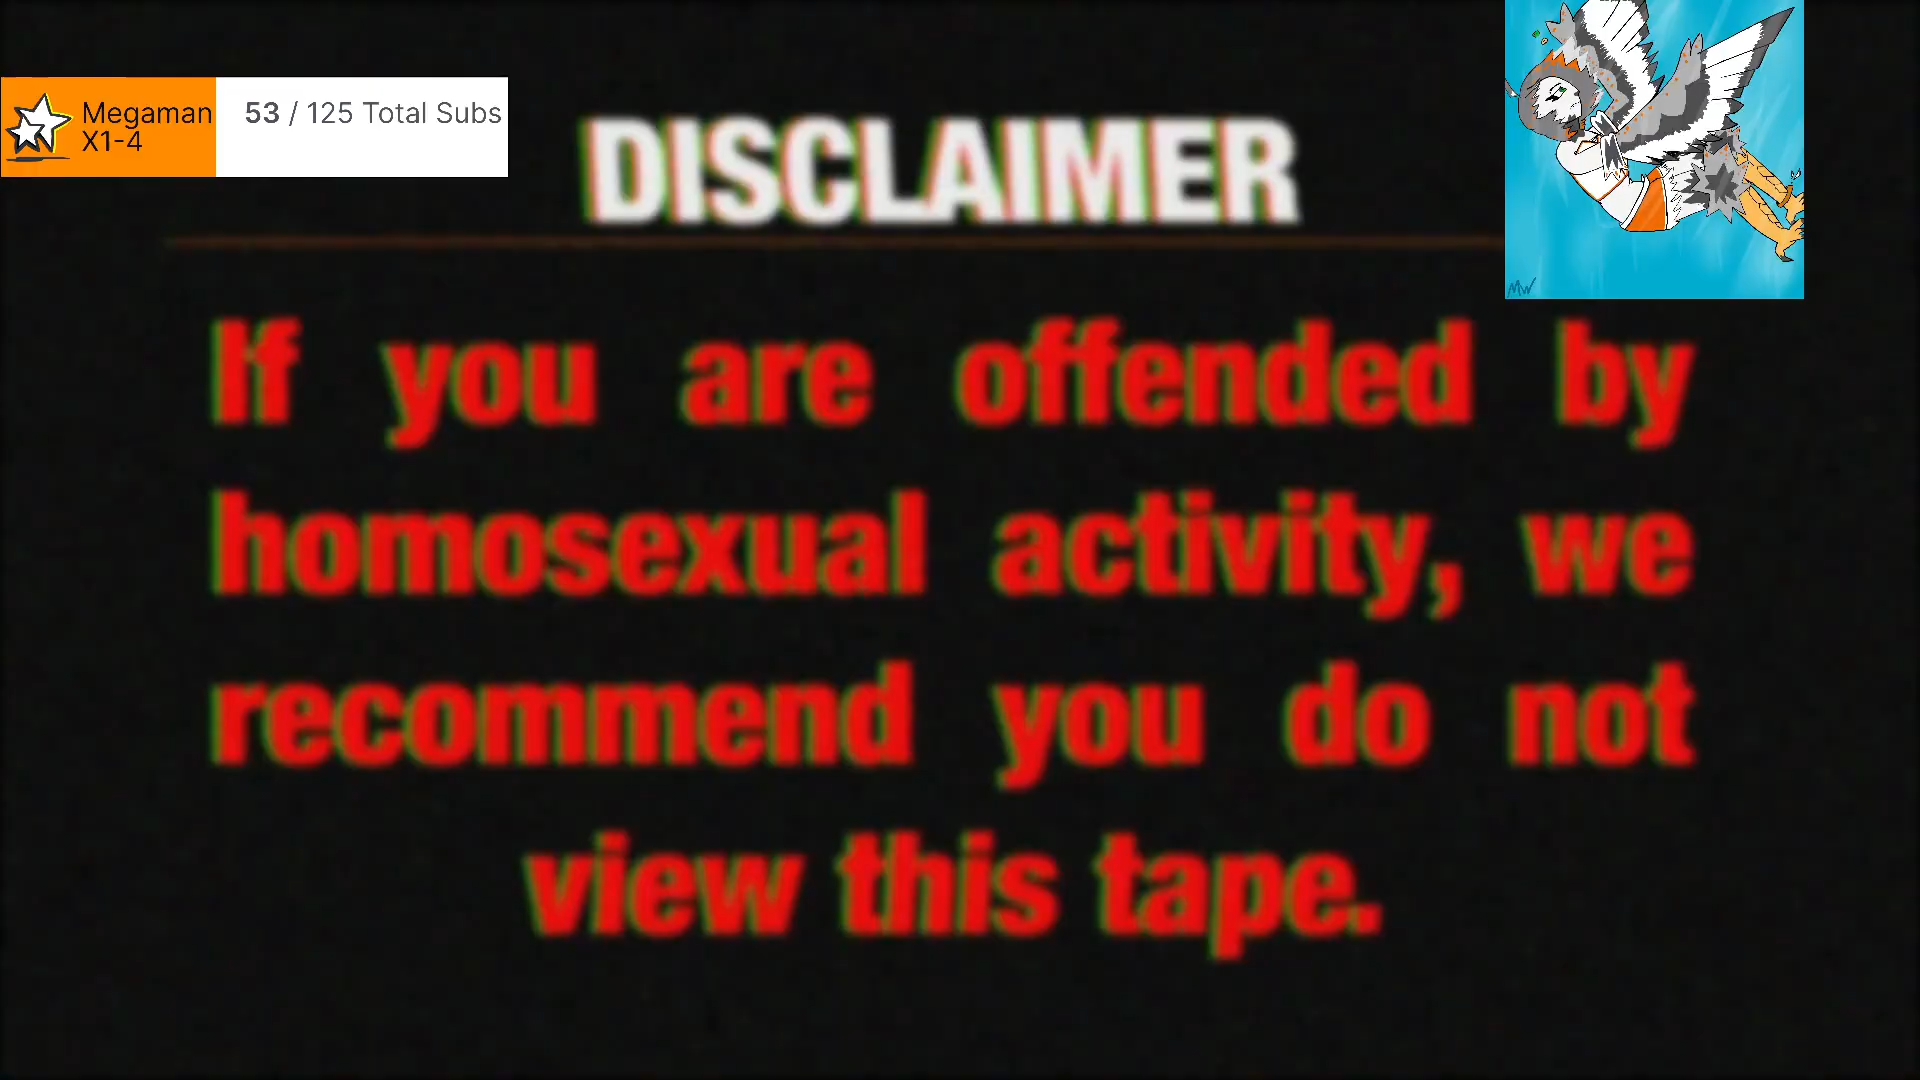 Megaman
X1-4
53 / 125 Total Subs
DISCLAIMER
If you are offended by
homosexual activity, we
recommend you do not
view this tape.
MW